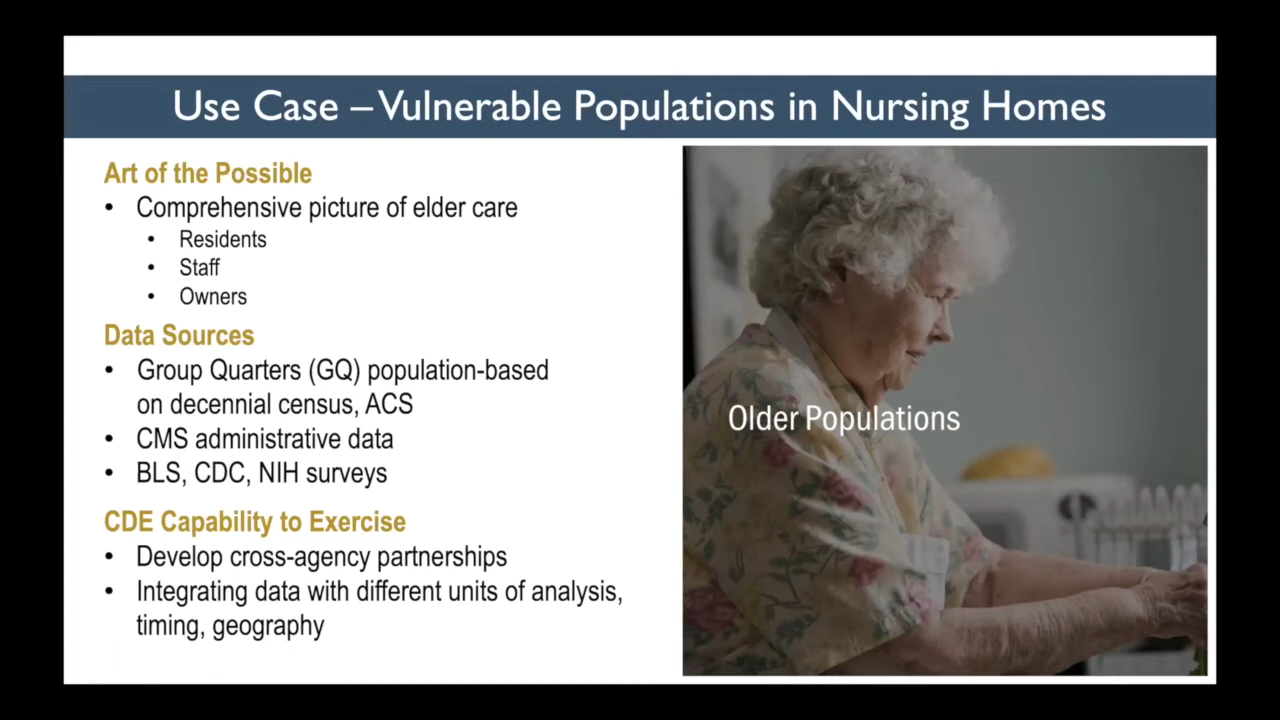 Use Case – Vulnerable Populations in Nursing Homes
Art of the Possible
• Comprehensive picture of elder care
• Residents
• Staff
• Owners
Data Sources
• Group Quarters (GQ) population-based
on decennial census, ACS
• CMS administrative data
• BLS, CDC, NIH surveys
CDE Capability to Exercise
• Develop cross-agency partnerships
• Integrating data with different units of analysis,
timing, geography
Older Populations